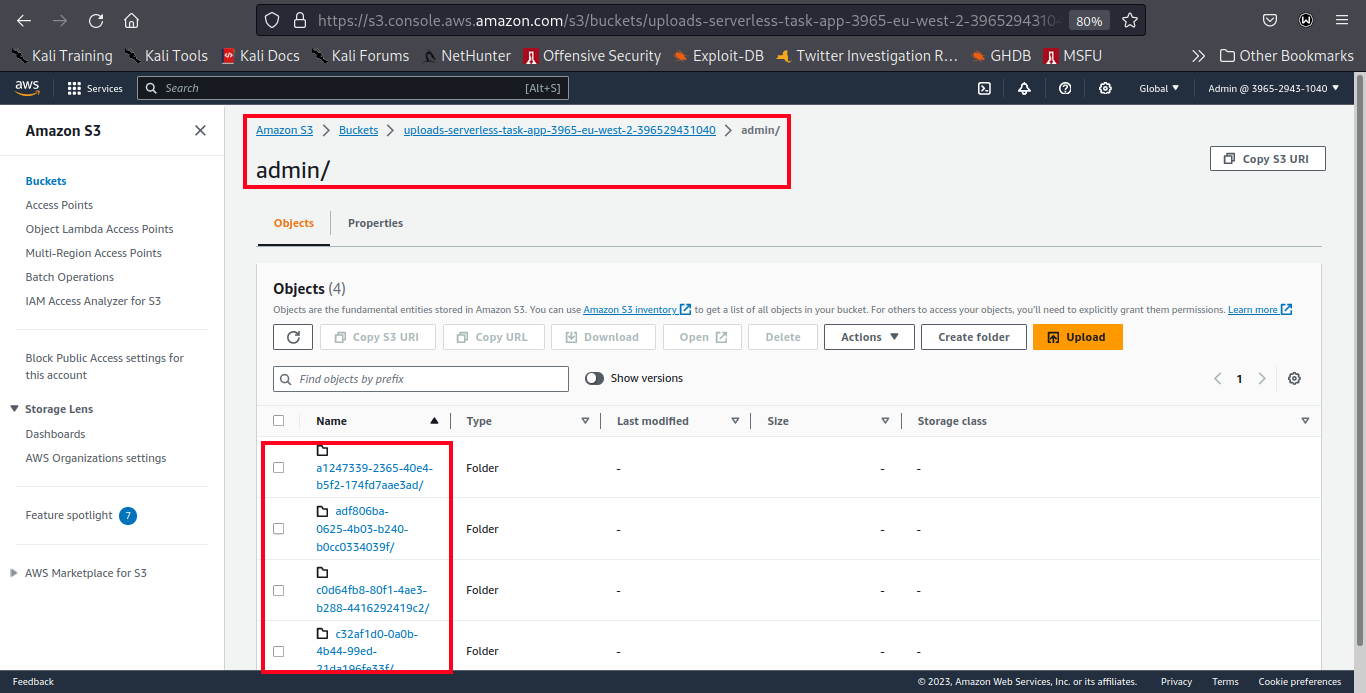 https://s3.console.aws.amazon.com/s3/buckets/uploads-serverless-task-app-3965-eu-west-2-3965294310 80%
Kali Training Kali Tools Kali Docs Kali Forums NetHunter Offensive Security Exploit-DB Twitter Investigation R... GHDB MSFU Other Bookmarks
aws Services Search [Alt+S] Global Admin @ 3965-2943-1040
Amazon S3
Buckets
Access Points
Object Lambda Access Points
Multi-Region Access Points
Batch Operations
IAM Access Analyzer for S3
Block Public Access settings for
this account
Storage Lens
Dashboards
AWS Organizations settings
Feature spotlight 7
AWS Marketplace for S3
Amazon S3 > Buckets > uploads-serverless-task-app-3965-eu-west-2-396529431040 > admin/
admin/
Copy S3 URI
Objects Properties
Objects (4)
Objects are the fundamental entities stored in Amazon S3. You can use Amazon S3 inventory to get a list of all objects in your bucket. For others to access your objects, you'll need to explicitly grant them permissions. Learn more
Copy S3 URI Copy URL Download Open Delete Actions Create folder Upload
Find objects by prefix Show versions 1
Name Type Last modified Size Storage class
a1247339-2365-40e4-
b5f2-174fd7aae3ad/ Folder - - -
adf806ba-
0625-4b03-b240-
b0cc0334039f/ Folder - - -
c0d64fb8-80f1-4ae3-
b288-4416292419c2/ Folder - - -
c32af1d0-0a0b-
4b44-99ed-
21da196fe33f/ Folder - - -
Feedback © 2023, Amazon Web Services, Inc. or its affiliates. Privacy Terms Cookie preferences